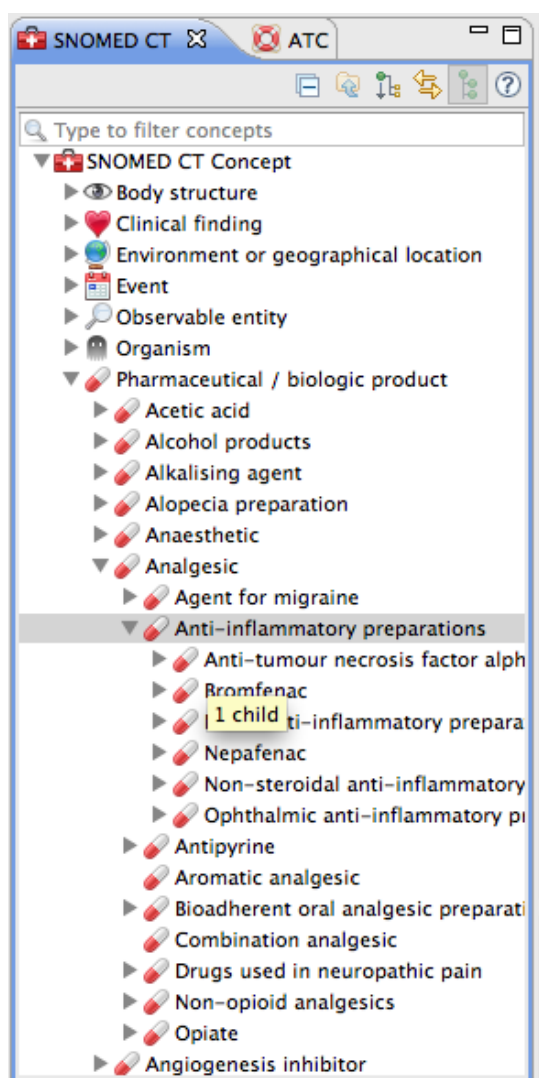 SNOMED CT ATC
Type to filter concepts
SNOMED CT Concept
Body structure
Clinical finding
Environment or geographical location
Event
Observable entity
Organism
Pharmaceutical / biologic product
Acetic acid
Alcohol products
Alkalising agent
Alopecia preparation
Anaesthetic
Analgesic
Agent for migraine
Anti-inflammatory preparations
Anti-tumour necrosis factor alph
Bromfenac
1 child ti-inflammatory prepara
Nepafenac
Non-steroidal anti-inflammatory
Ophthalmic anti-inflammatory
Antipyrine
Aromatic analgesic
Bioadherent oral analgesic preparati
Combination analgesic
Drugs used in neuropathic pain
Non-opioid analgesics
Opiate
Angiogenesis inhibitor